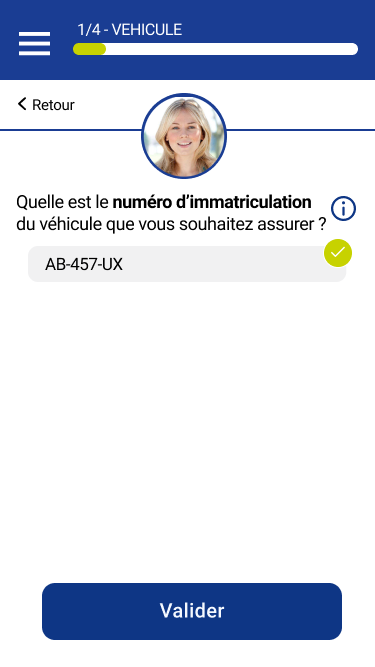 1/4 - VEHICULE
Retour
Quelle est le numéro d’immatriculation
du véhicule que vous souhaitez assurer ?
AB-457-UX
Valider